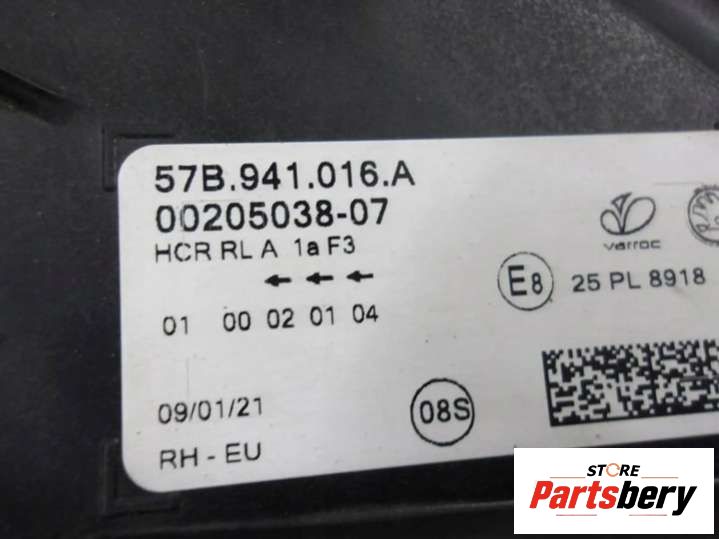 57B.941.016.A
00205038-07
HCR RL A 1a F3
varroc
E8 25 PL 8918
01 00 02 01 04
09/01/21
08S
RH - EU
STORE
Partsbery